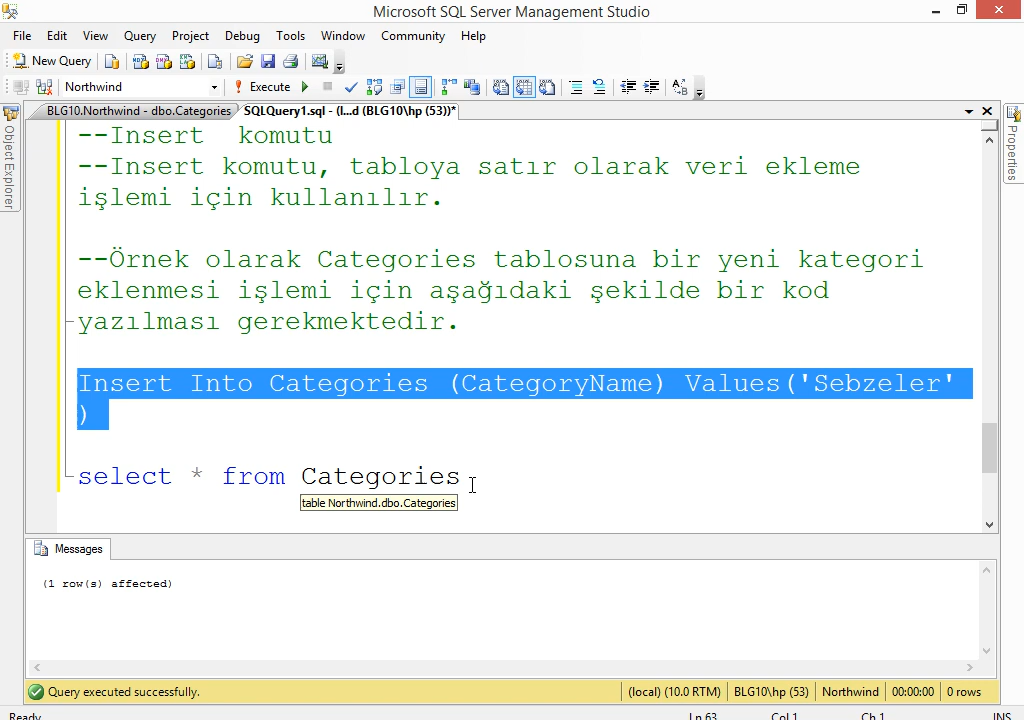 Microsoft SQL Server Management Studio
File Edit View Query Project Debug Tools Window Community Help
New Query
Northwind Execute
BLG10.Northwind - dbo.Categories SQLQuery1.sql - (l...d (BLG10\hp (53))*
Object Explorer
Properties
--Insert komutu
--Insert komutu, tabloya satır olarak veri ekleme
işlemi için kullanılır.
--Örnek olarak Categories tablosuna bir yeni kategori
eklenmesi işlemi için aşağıdaki şekilde bir kod
yazılması gerekmektedir.
Insert Into Categories (CategoryName) Values('Sebzeler'
)
select * from Categories
table Northwind.dbo.Categories
Messages
(1 row(s) affected)
Query executed successfully. (local) (10.0 RTM) BLG10\hp (53) Northwind 00:00:00 0 rows
Ready Ln 63 Col 1 Ch 1 INS